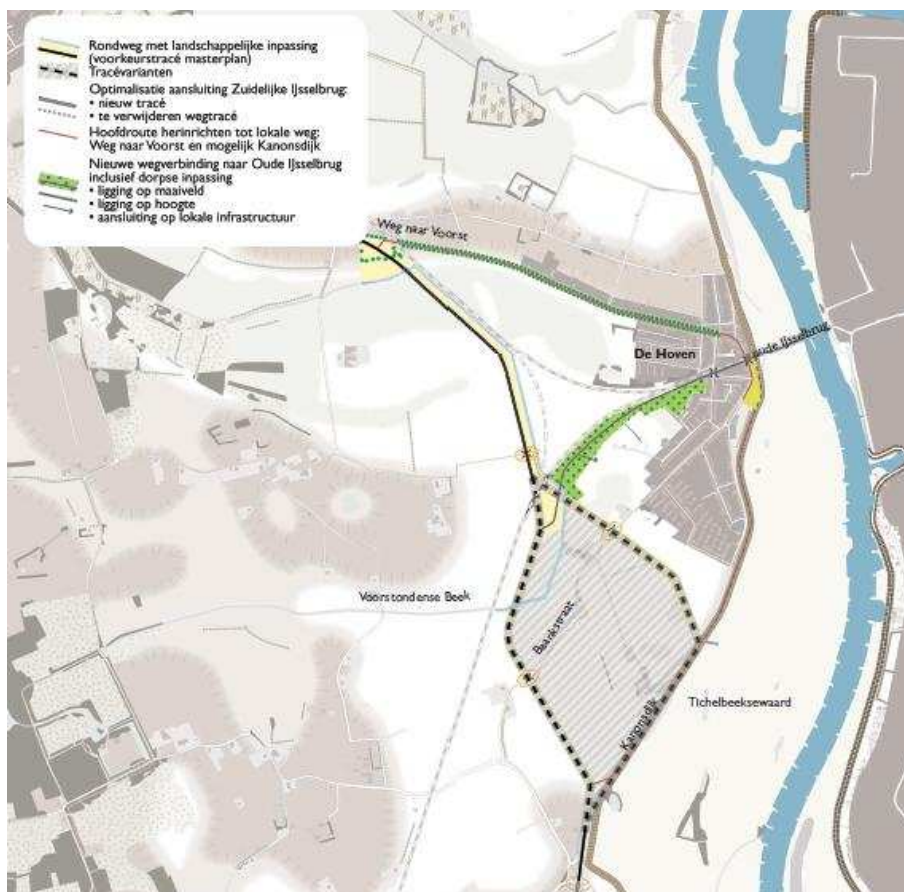 Rondweg met landschappelijke inpassing
(voorkeurstracé masterplan)
Tracévarianten
Optimalisatie aansluiting Zuidelijke IJsselbrug:
• nieuw tracé
• te verwijderen wegtracé
Hoofdroute herinrichten tot lokale weg:
Weg naar Voorst en mogelijk Kanonsdijk
Nieuwe wegverbinding naar Oude IJsselbrug
inclusief dorpse inpassing
• ligging op maaiveld
• ligging op hoogte
• aansluiting op lokale infrastructuur
Weg naar Voorst
De Hoven
oude IJsselbrug
Voorstondense Beek
Baankstraat
Kanonsdijk
Tichelbeeksewaard